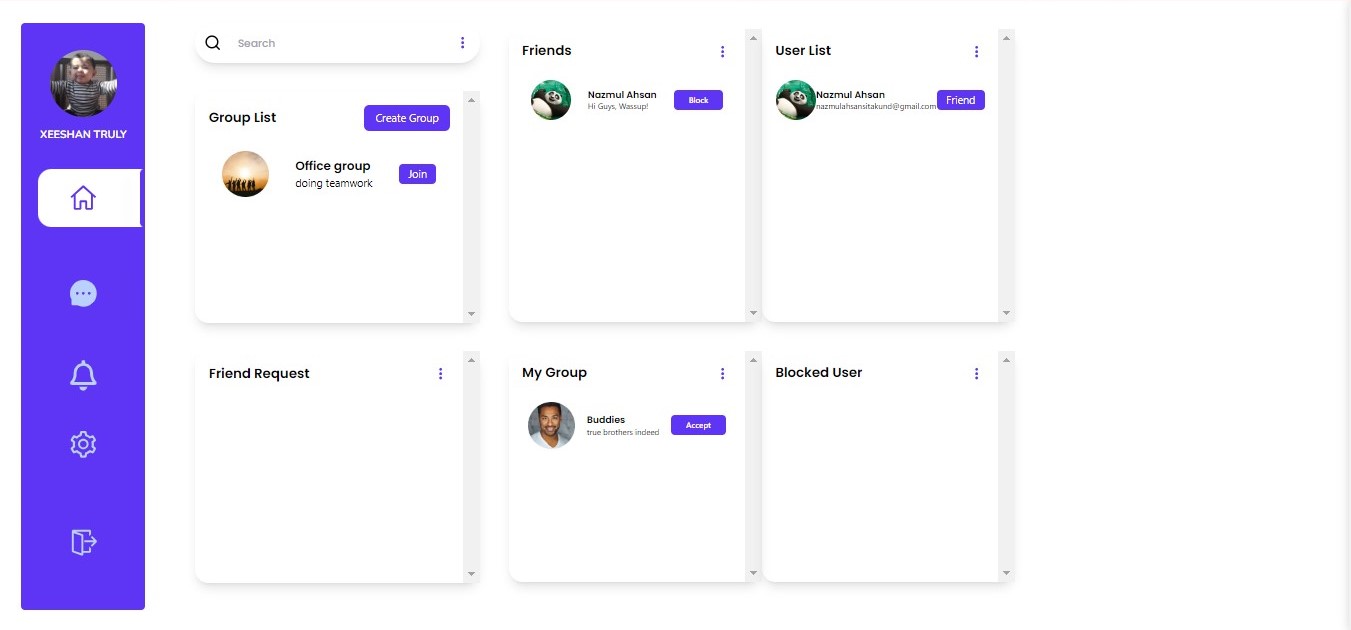 XEESHAN TRULY
Search
Group List
Create Group
Office group
doing teamwork
Join
Friends
Nazmul Ahsan
Hi Guys, Wassup!
Block
User List
Nazmul Ahsan
nazmulahsansitakund@gmail.com
Friend
Friend Request
My Group
Buddies
true brothers indeed
Accept
Blocked User